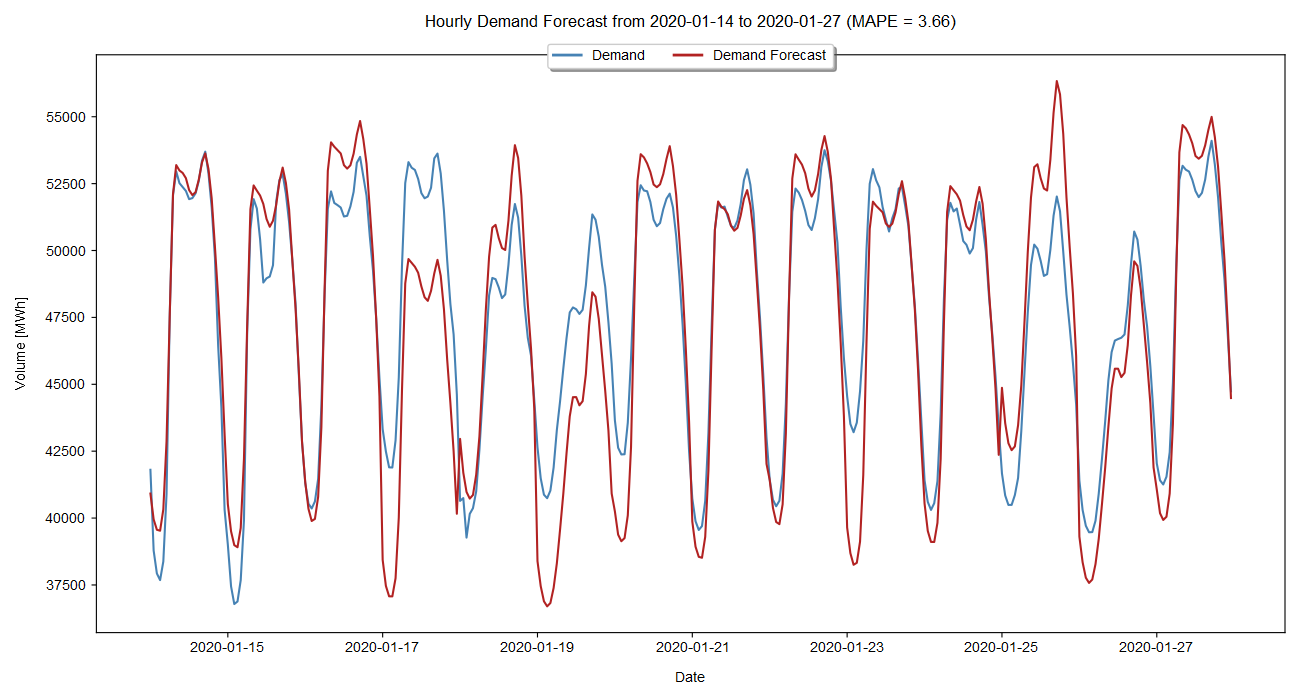 Hourly Demand Forecast from 2020-01-14 to 2020-01-27 (MAPE = 3.66)
Demand Demand Forecast
55000
52500
50000
47500
45000
42500
40000
37500
Volume [MWh]
2020-01-15 2020-01-17 2020-01-19 2020-01-21 2020-01-23 2020-01-25 2020-01-27
Date